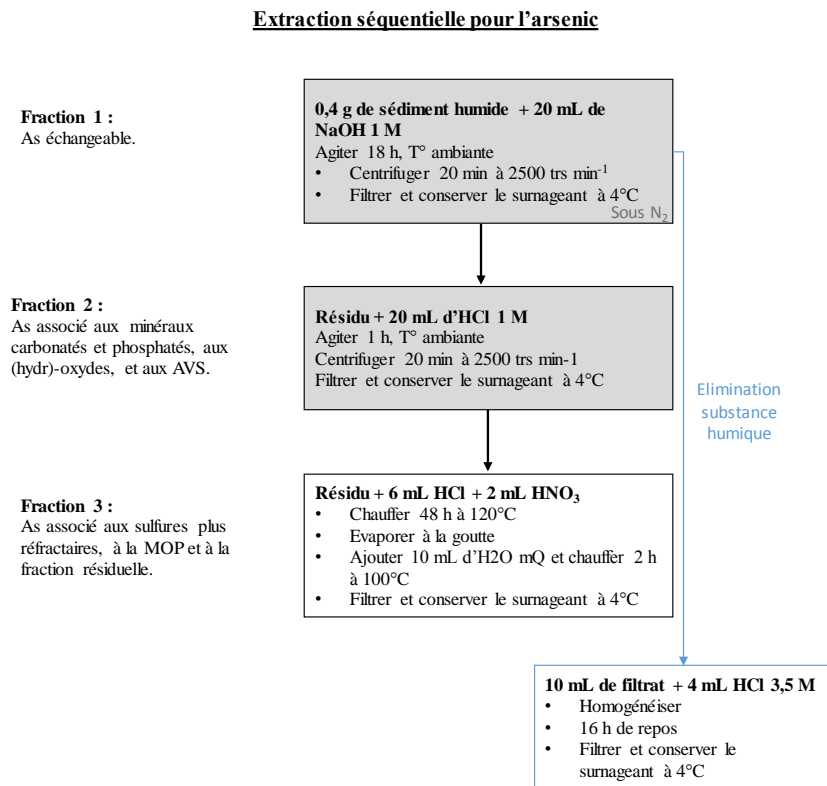 Extraction séquentielle pour l'arsenic
Fraction 1 :
As échangeable.
0,4 g de sédiment humide + 20 mL de
NaOH 1 M
Agiter 18 h, T° ambiante
• Centrifuger 20 min à 2500 trs min-1
• Filtrer et conserver le surnageant à 4°C
Sous N2
Fraction 2 :
As associé aux minéraux
carbonatés et phosphatés, aux
(hydr)-oxydes, et aux AVS.
Résidu + 20 mL d'HCl 1 M
Agiter 1 h, T° ambiante
Centrifuger 20 min à 2500 trs min-1
Filtrer et conserver le surnageant à 4°C
Elimination
substance
humique
Fraction 3 :
As associé aux sulfures plus
réfractaires, à la MOP et à la
fraction résiduelle.
Résidu + 6 mL HCl + 2 mL HNO3
• Chauffer 48 h à 120°C
• Evaporer à la goutte
• Ajouter 10 mL d'H2O mQ et chauffer 2 h
à 100°C
• Filtrer et conserver le surnageant à 4°C
10 mL de filtrat + 4 mL HCl 3,5 M
• Homogénéiser
• 16 h de repos
• Filtrer et conserver le
surnageant à 4°C